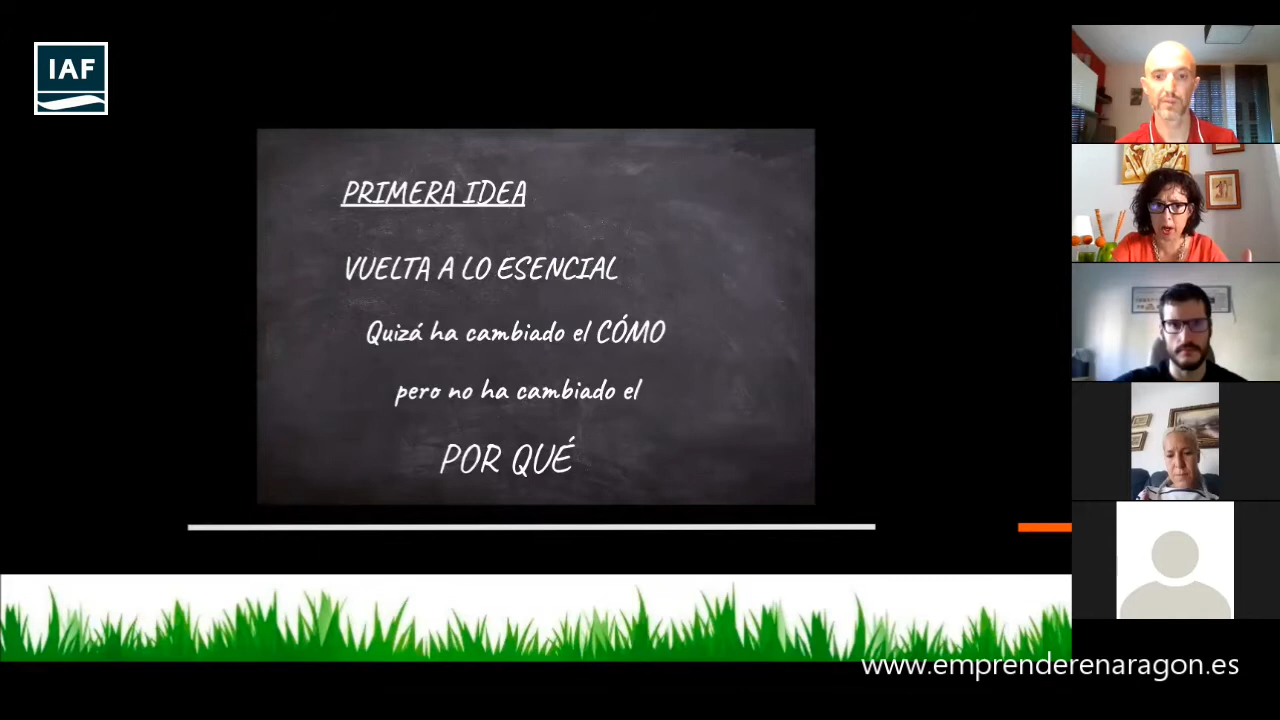 IAF
PRIMERA IDEA
VUELTA A LO ESENCIAL
Quizá ha cambiado el CÓMO
pero no ha cambiado el
POR QUÉ
www.emprenderenaragon.es